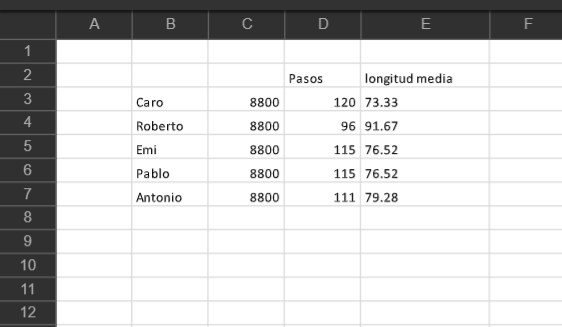 A B C D E F
1
2 Pasos longitud media
3 Caro 8800 120 73.33
4 Roberto 8800 96 91.67
5 Emi 8800 115 76.52
6 Pablo 8800 115 76.52
7 Antonio 8800 111 79.28
8
9
10
11
12